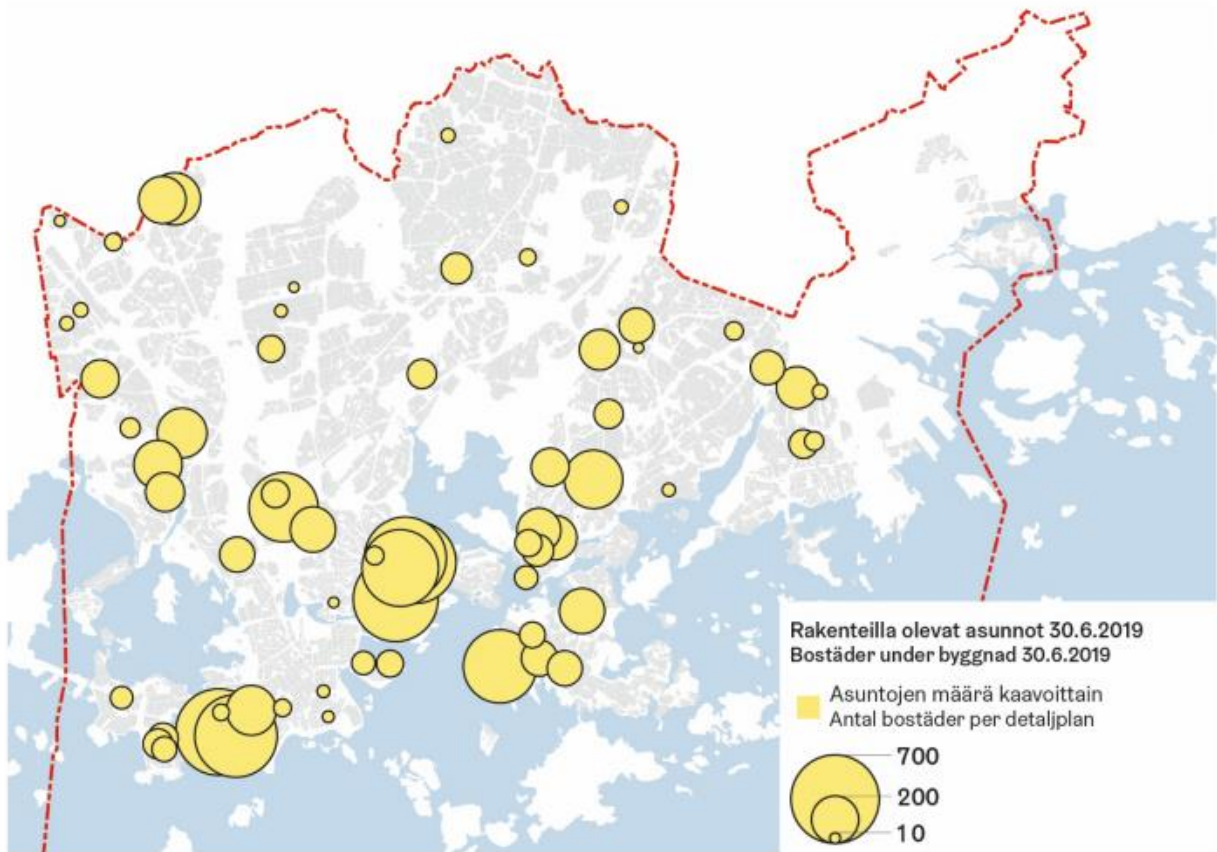 Rakenteilla olevat asunnot 30.6.2019
Bostäder under byggnad 30.6.2019
Asuntojen määrä kaavoittain
Antal bostäder per detaljplan
700
200
10